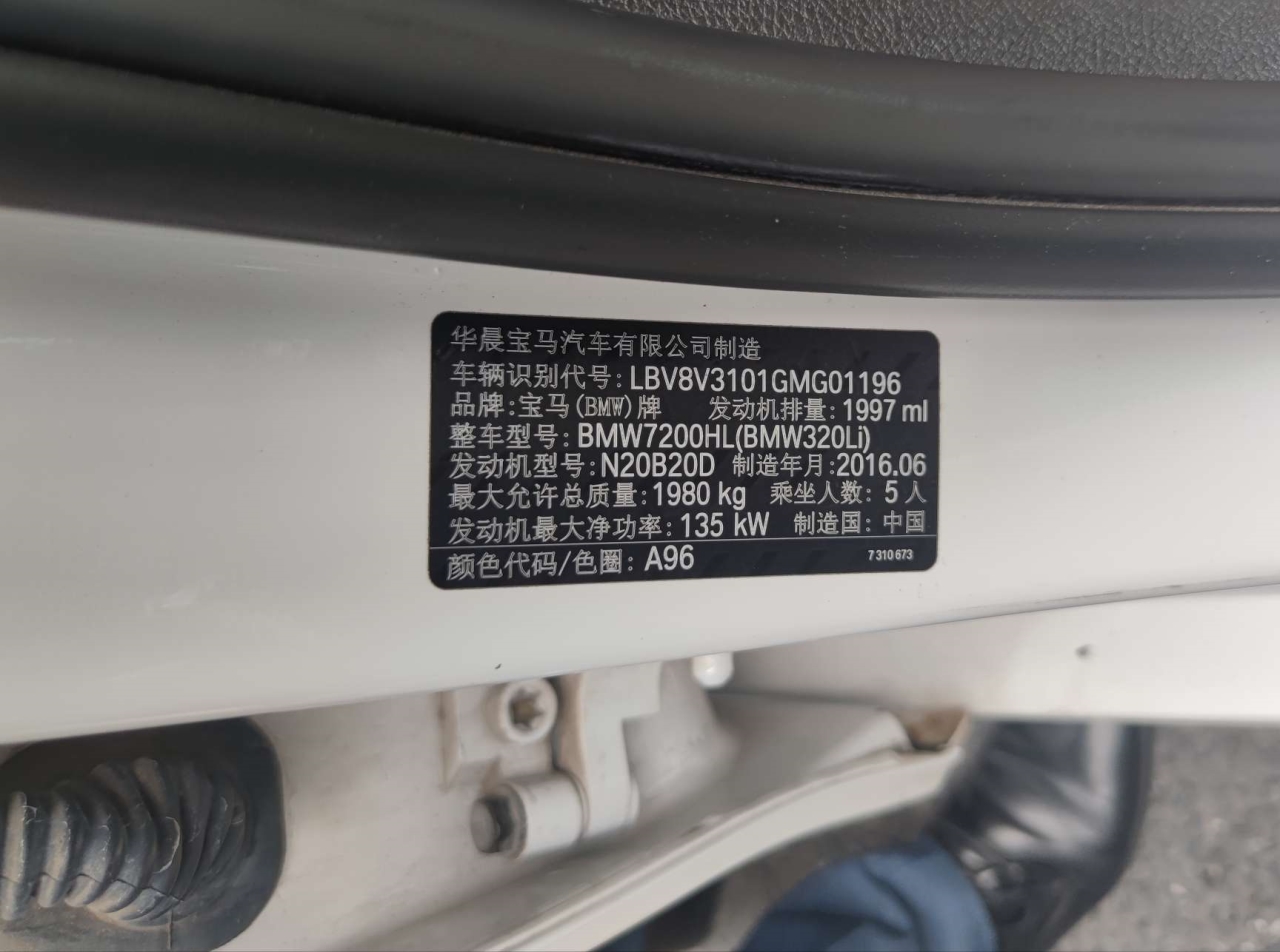 华晨宝马汽车有限公司制造
车辆识别代号:LBV8V3101GMG01196
品牌:宝马(BMW)牌 发动机排量:1997 ml
整车型号:BMW7200HL(BMW320Li)
发动机型号:N20B20D 制造年月:2016.06
最大允许总质量:1980 kg 乘坐人数: 5 人
发动机最大净功率:135 kW 制造国: 中国
颜色代码/色圈: A96 7 310 673